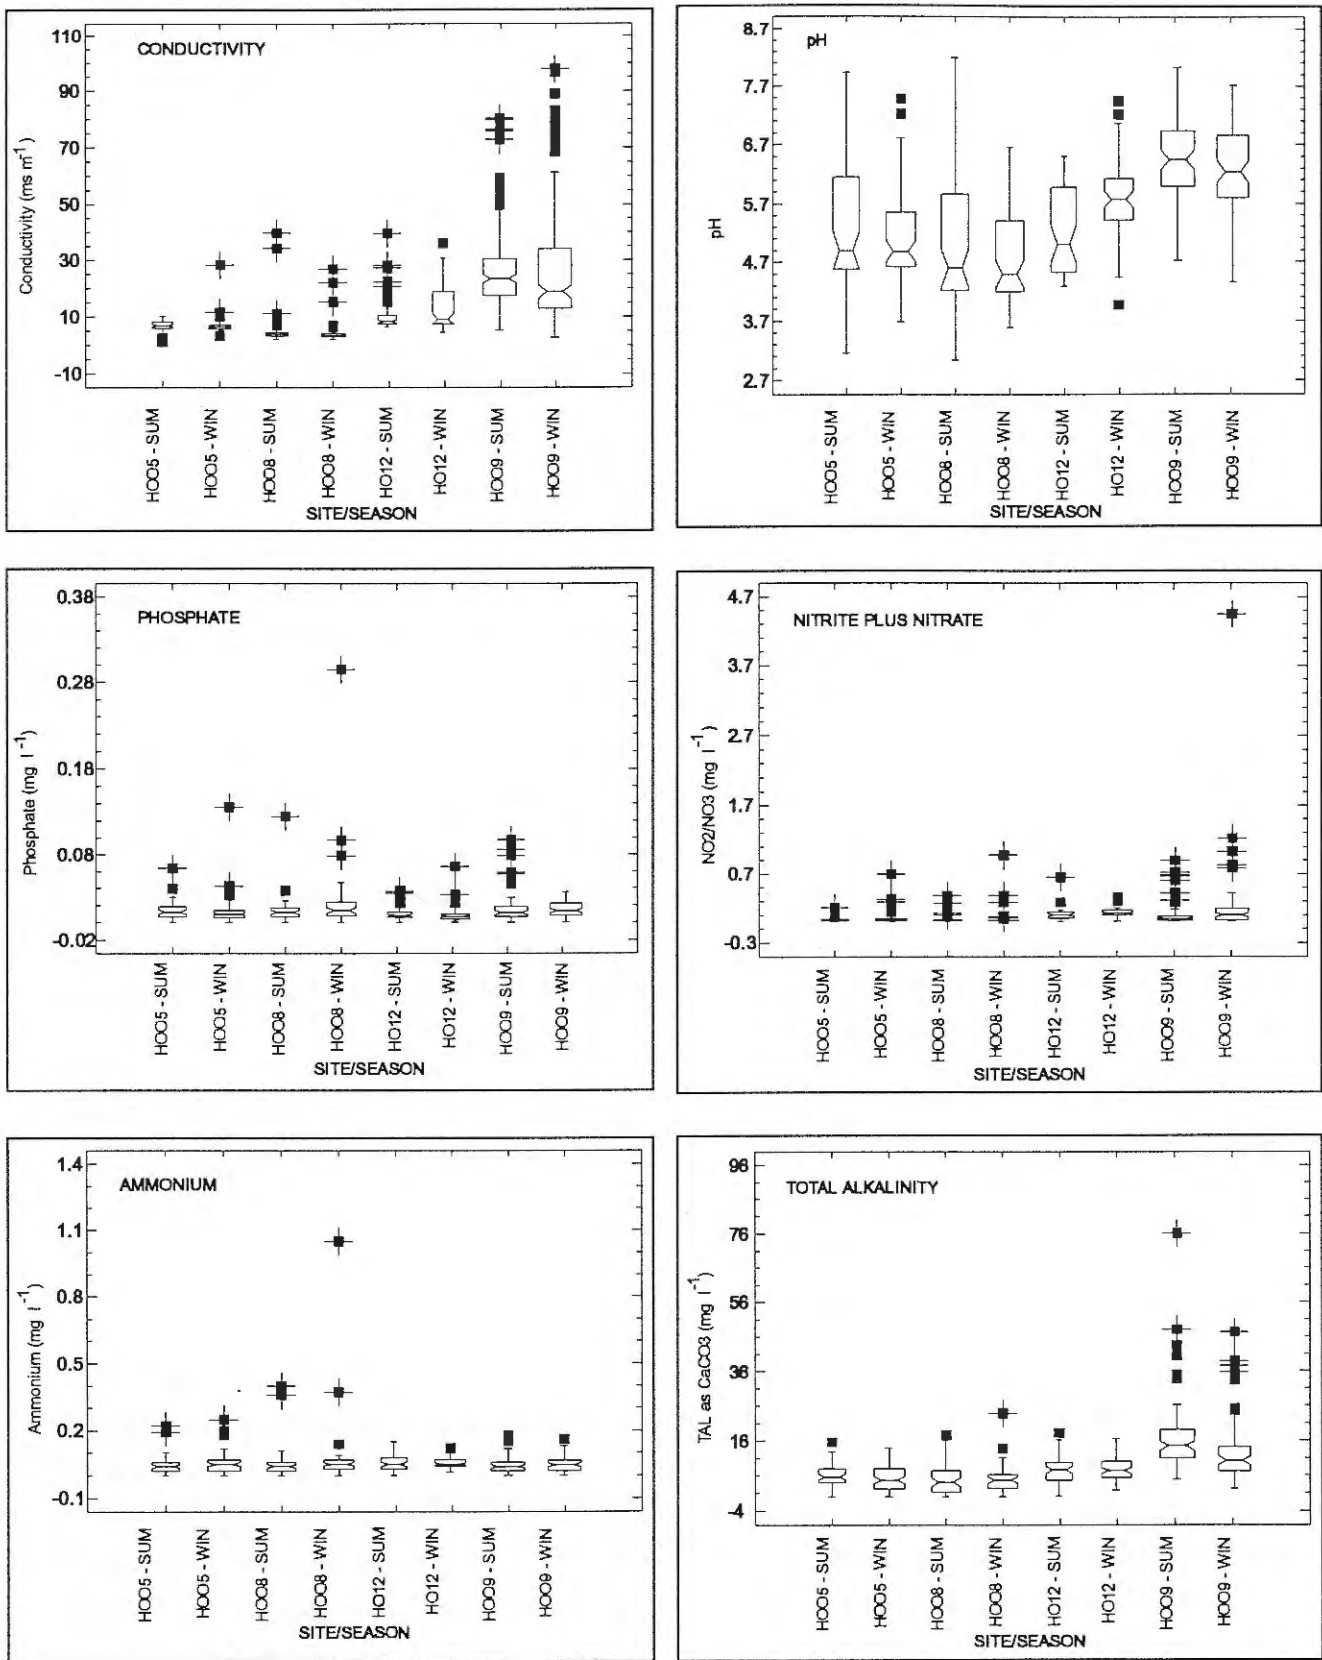 CONDUCTIVITY
Conductivity (ms m-1)
110
90
70
50
30
10
-10
HOO5 - SUM
HOO5 - WIN
HOO8 - SUM
HOO8 - WIN
HO12 - SUM
HO12 - WIN
HOO9 - SUM
HOO9 - WIN
SITE/SEASON
pH
pH
8.7
7.7
6.7
5.7
4.7
3.7
2.7
HOO5 - SUM
HOO5 - WIN
HOO8 - SUM
HOO8 - WIN
HO12 - SUM
HO12 - WIN
HOO9 - SUM
HOO9 - WIN
SITE/SEASON
PHOSPHATE
Phosphate (mg l-1)
0.38
0.28
0.18
0.08
-0.02
HOO5 - SUM
HOO5 - WIN
HOO8 - SUM
HOO8 - WIN
HO12 - SUM
HO12 - WIN
HOO9 - SUM
HOO9 - WIN
SITE/SEASON
NITRITE PLUS NITRATE
NO2/NO3 (mg l-1)
4.7
3.7
2.7
1.7
0.7
-0.3
HOO5 - SUM
HOO5 - WIN
HOO8 - SUM
HOO8 - WIN
HO12 - SUM
HO12 - WIN
HOO9 - SUM
HOO9 - WIN
SITE/SEASON
AMMONIUM
Ammonium (mg l-1)
1.4
1.1
0.8
0.5
0.2
-0.1
HOO5 - SUM
HOO5 - WIN
HOO8 - SUM
HOO8 - WIN
HO12 - SUM
HO12 - WIN
HOO9 - SUM
HOO9 - WIN
SITE/SEASON
TOTAL ALKALINITY
TAL as CaCO3 (mg l-1)
96
76
56
36
16
-4
HOO5 - SUM
HOO5 - WIN
HOO8 - SUM
HOO8 - WIN
HO12 - SUM
HO12 - WIN
HOO9 - SUM
HOO9 - WIN
SITE/SEASON